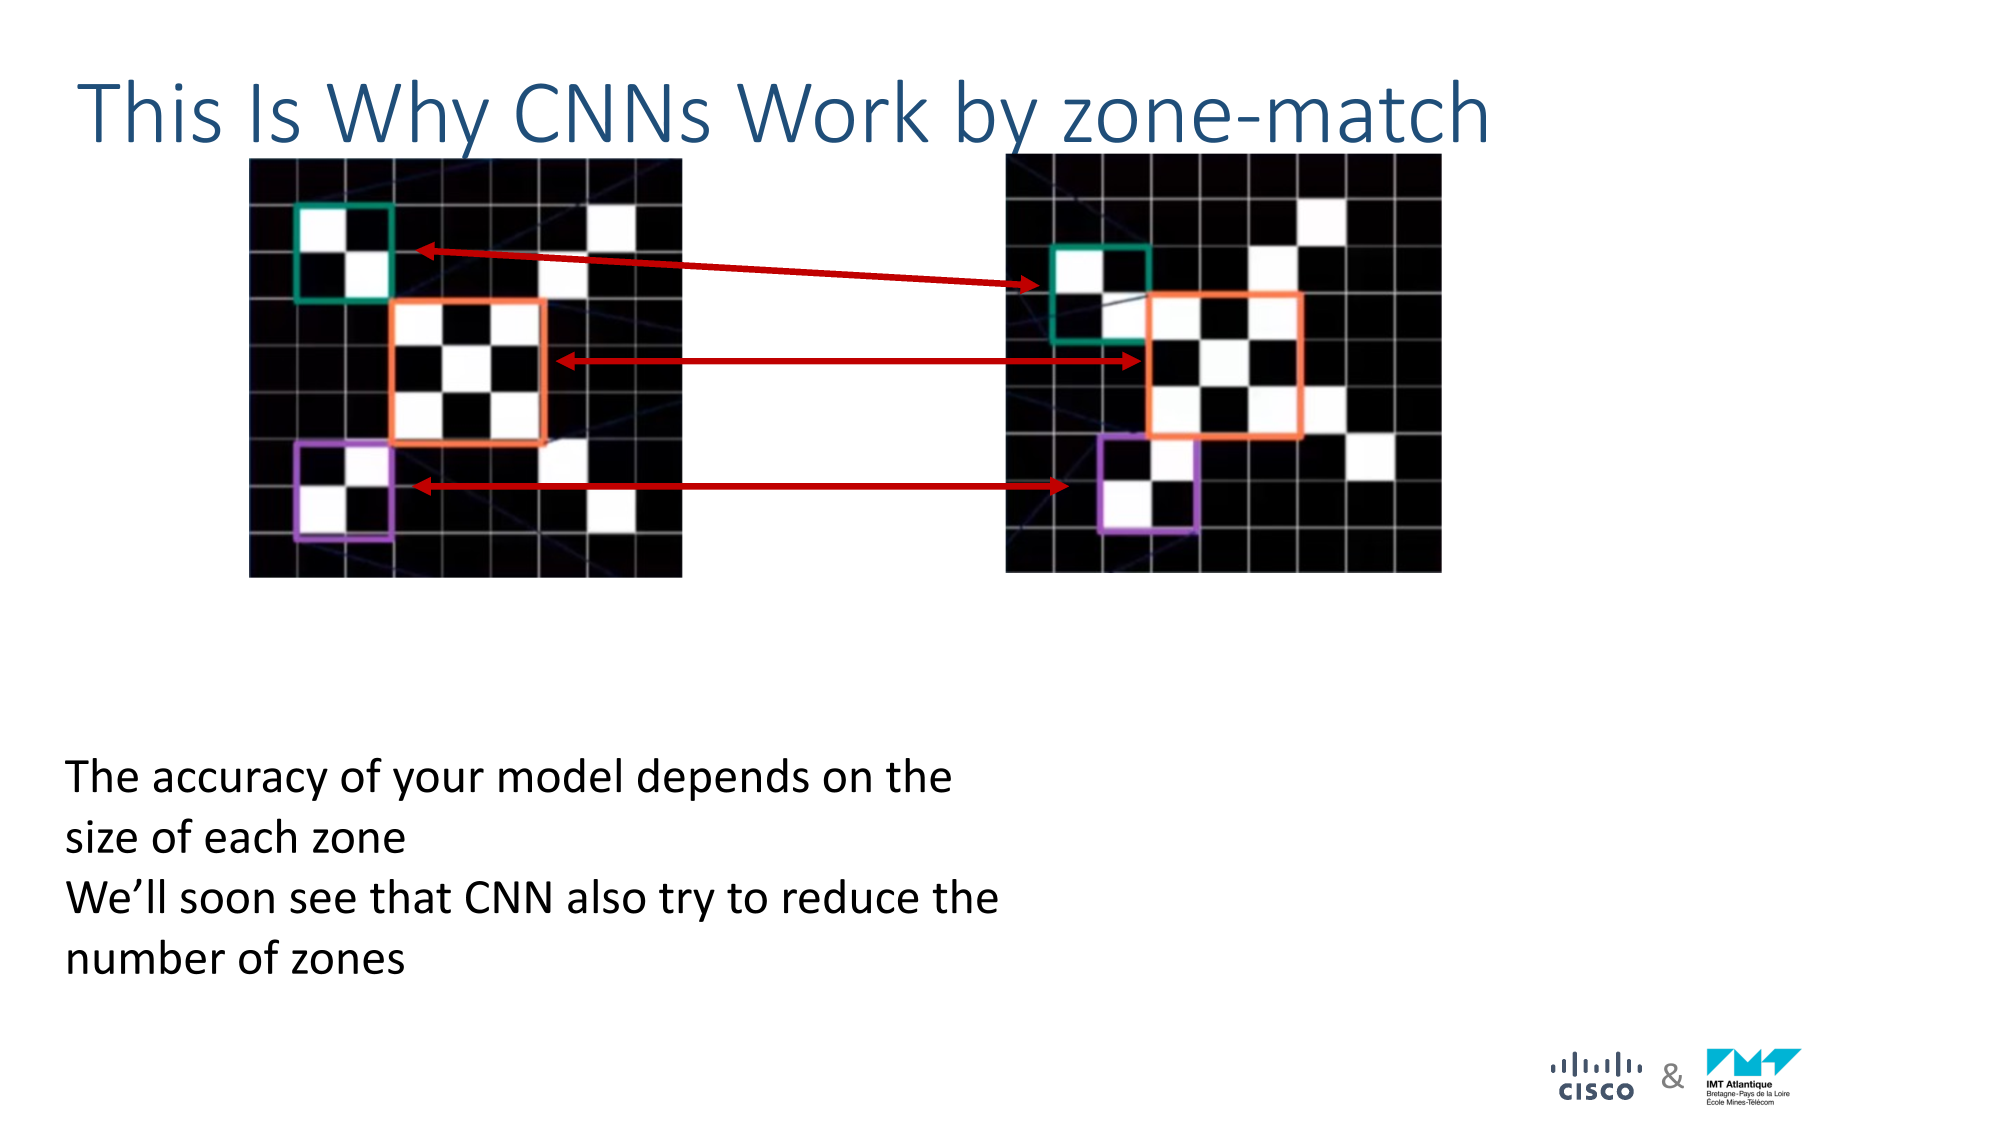 This Is Why CNNs Work by zone-match
The accuracy of your model depends on the
size of each zone
We’ll soon see that CNN also try to reduce the
number of zones
CISCO
&
IMT Atlantique
Bretagne-Pays de la Loire
École Mines-Télécom